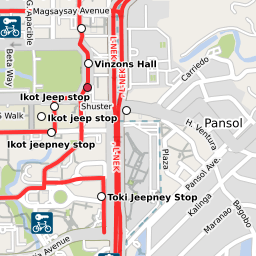 Magsaysay Avenue
Beta Way
Vinzons Hall
Carriedo
Ikot Jeep stop
Shuster
Walk
Ikot jeep stop
H. Ventura
Pansol
Ikot jeepney stop
Plaza
Pansol Ave.
Toki Jeepney Stop
Kalinga
Maranao
Bagobo
Avenue